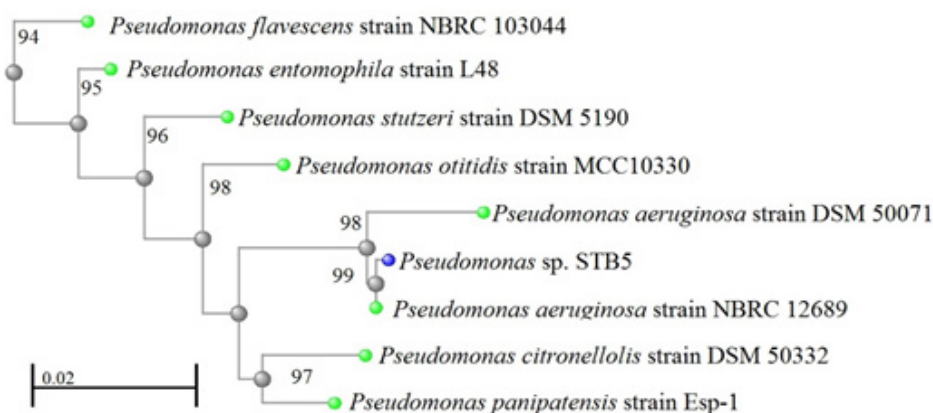 94
Pseudomonas flavescens strain NBRC 103044
95
Pseudomonas entomophila strain L48
96
Pseudomonas stutzeri strain DSM 5190
98
Pseudomonas otitidis strain MCC10330
98
Pseudomonas aeruginosa strain DSM 50071
99
Pseudomonas sp. STB5
Pseudomonas aeruginosa strain NBRC 12689
Pseudomonas citronellolis strain DSM 50332
97
0.02
Pseudomonas panipatensis strain Esp-1